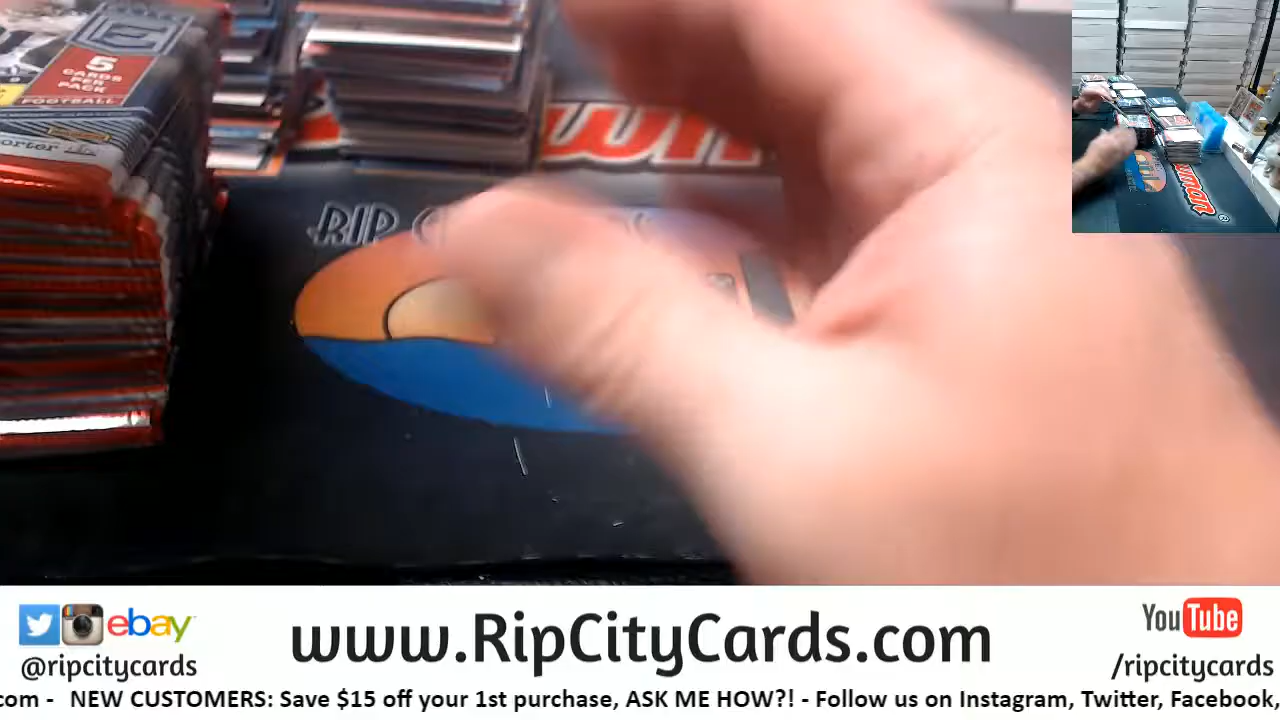 5
CARDS
PER
PACK
FOOTBALL
RIP
ebay
www.RipCityCards.com
YouTube
@ripcitycards
/ripcitycards
com - NEW CUSTOMERS: Save $15 off your 1st purchase, ASK ME HOW?! - Follow us on Instagram, Twitter, Facebook,